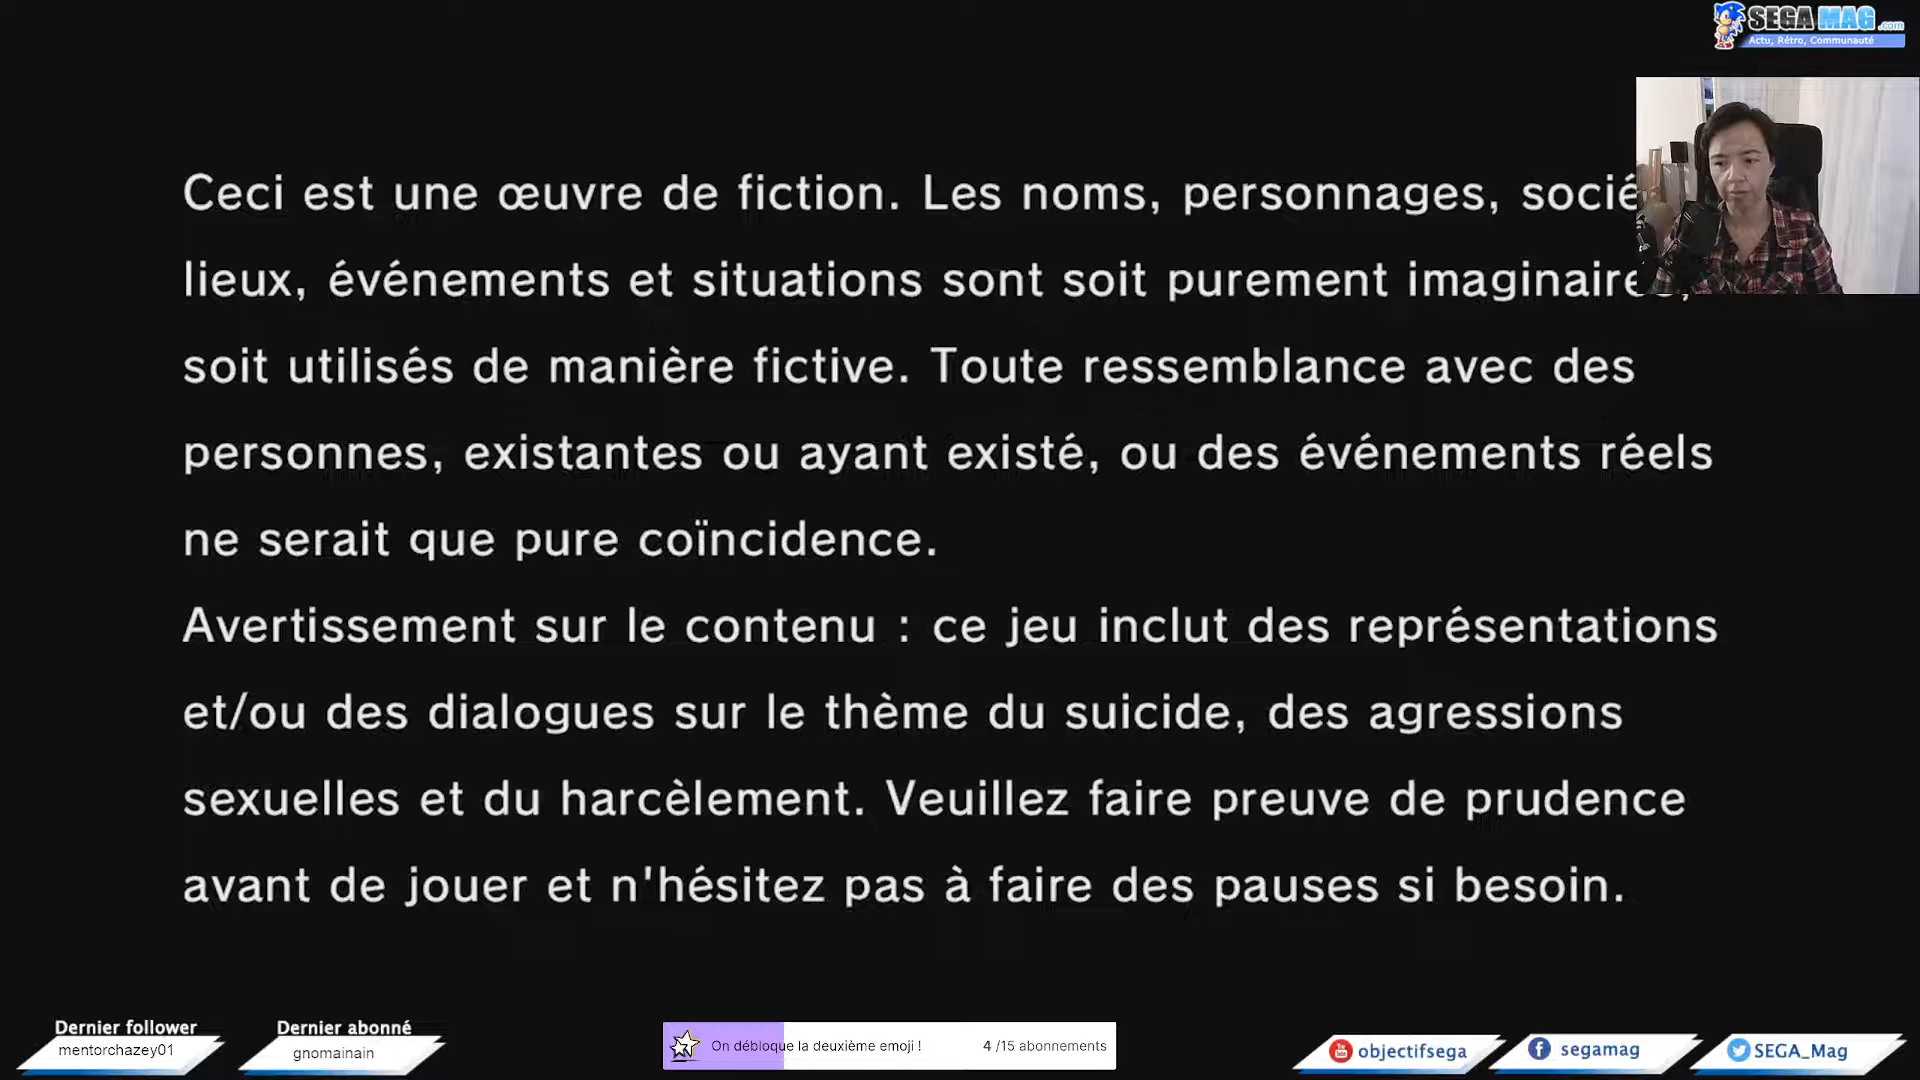 SEGA MAG.com
Actu, Rétro, Communauté
Ceci est une œuvre de fiction. Les noms, personnages, socié
lieux, événements et situations sont soit purement imaginaires,
soit utilisés de manière fictive. Toute ressemblance avec des
personnes, existantes ou ayant existé, ou des événements réels
ne serait que pure coïncidence.
Avertissement sur le contenu : ce jeu inclut des représentations
et/ou des dialogues sur le thème du suicide, des agressions
sexuelles et du harcèlement. Veuillez faire preuve de prudence
avant de jouer et n'hésitez pas à faire des pauses si besoin.
Dernier follower
mentorchazey01
Dernier abonné
gnomainain
On débloque la deuxième emoji !
4 /15 abonnements
objectifsega
segamag
SEGA_Mag